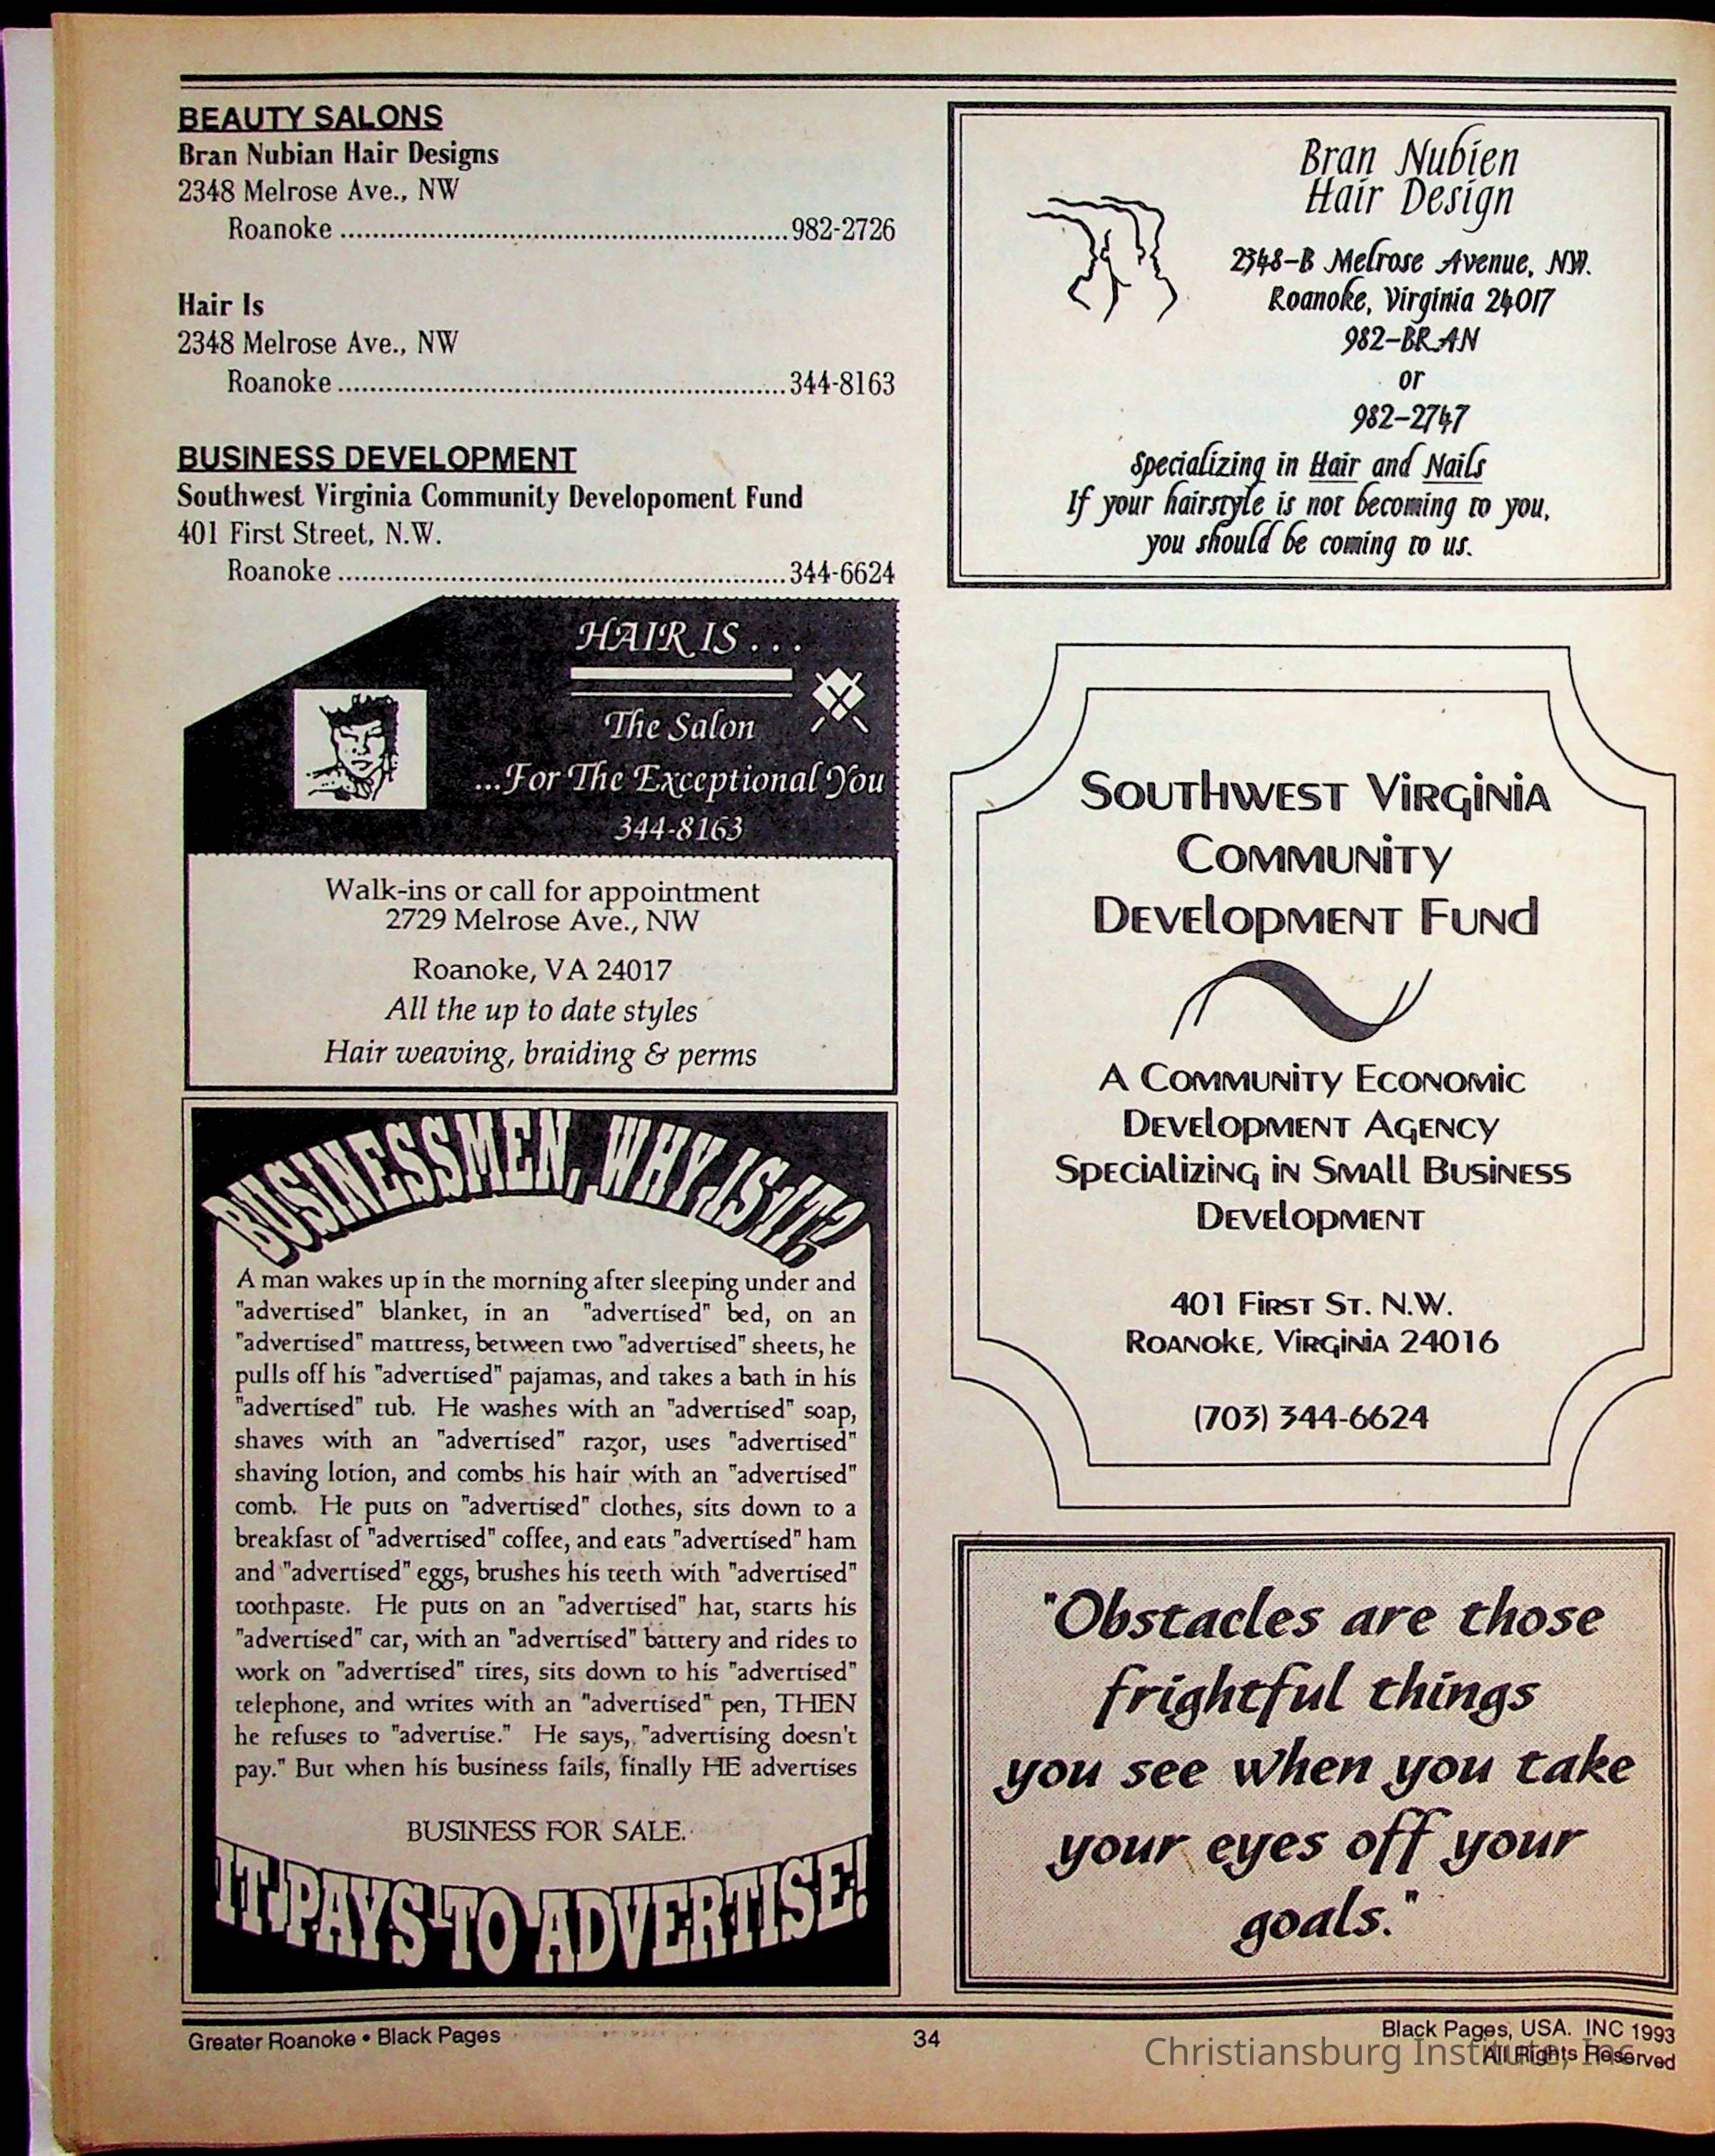 BEAUTY SALONS
Bran Nubian Hair Designs
2348 Melrose Ave., NW
Roanoke ........................................................ 982-2726
Hair Is
2348 Melrose Ave., NW
Roanoke ........................................................ 344-8163
BUSINESS DEVELOPMENT
Southwest Virginia Community Developoment Fund
401 First Street, N.W.
Roanoke ........................................................ 344-6624
HAIR IS . . .
The Salon
...For The Exceptional You
344-8163
Walk-ins or call for appointment
2729 Melrose Ave., NW
Roanoke, VA 24017
All the up to date styles
Hair weaving, braiding & perms
BUSINESSMEN, WHY IS IT?
A man wakes up in the morning after sleeping under and
"advertised" blanket, in an "advertised" bed, on an
"advertised" mattress, between two "advertised" sheets, he
pulls off his "advertised" pajamas, and takes a bath in his
"advertised" tub. He washes with an "advertised" soap,
shaves with an "advertised" razor, uses "advertised"
shaving lotion, and combs his hair with an "advertised"
comb. He puts on "advertised" clothes, sits down to a
breakfast of "advertised" coffee, and eats "advertised" ham
and "advertised" eggs, brushes his teeth with "advertised"
toothpaste. He puts on an "advertised" hat, starts his
"advertised" car, with an "advertised" battery and rides to
work on "advertised" tires, sits down to his "advertised"
telephone, and writes with an "advertised" pen, THEN
he refuses to "advertise." He says, "advertising doesn't
pay." But when his business fails, finally HE advertises
BUSINESS FOR SALE.
IT PAYS TO ADVERTISE!
Bran Nubien
Hair Design
2348-B Melrose Avenue, NW.
Roanoke, Virginia 24017
982-BRAN
or
982-2747
Specializing in Hair and Nails
If your hairstyle is not becoming to you,
you should be coming to us.
Southwest Virginia
Community
Development Fund
A Community Economic
Development Agency
Specializing in Small Business
Development
401 First St. N.W.
Roanoke, Virginia 24016
(703) 344-6624
"Obstacles are those
frightful things
you see when you take
your eyes off your
goals."
Greater Roanoke • Black Pages
34
Black Pages, USA. INC 1993
All Rights Reserved
Christiansburg Institute, Inc.